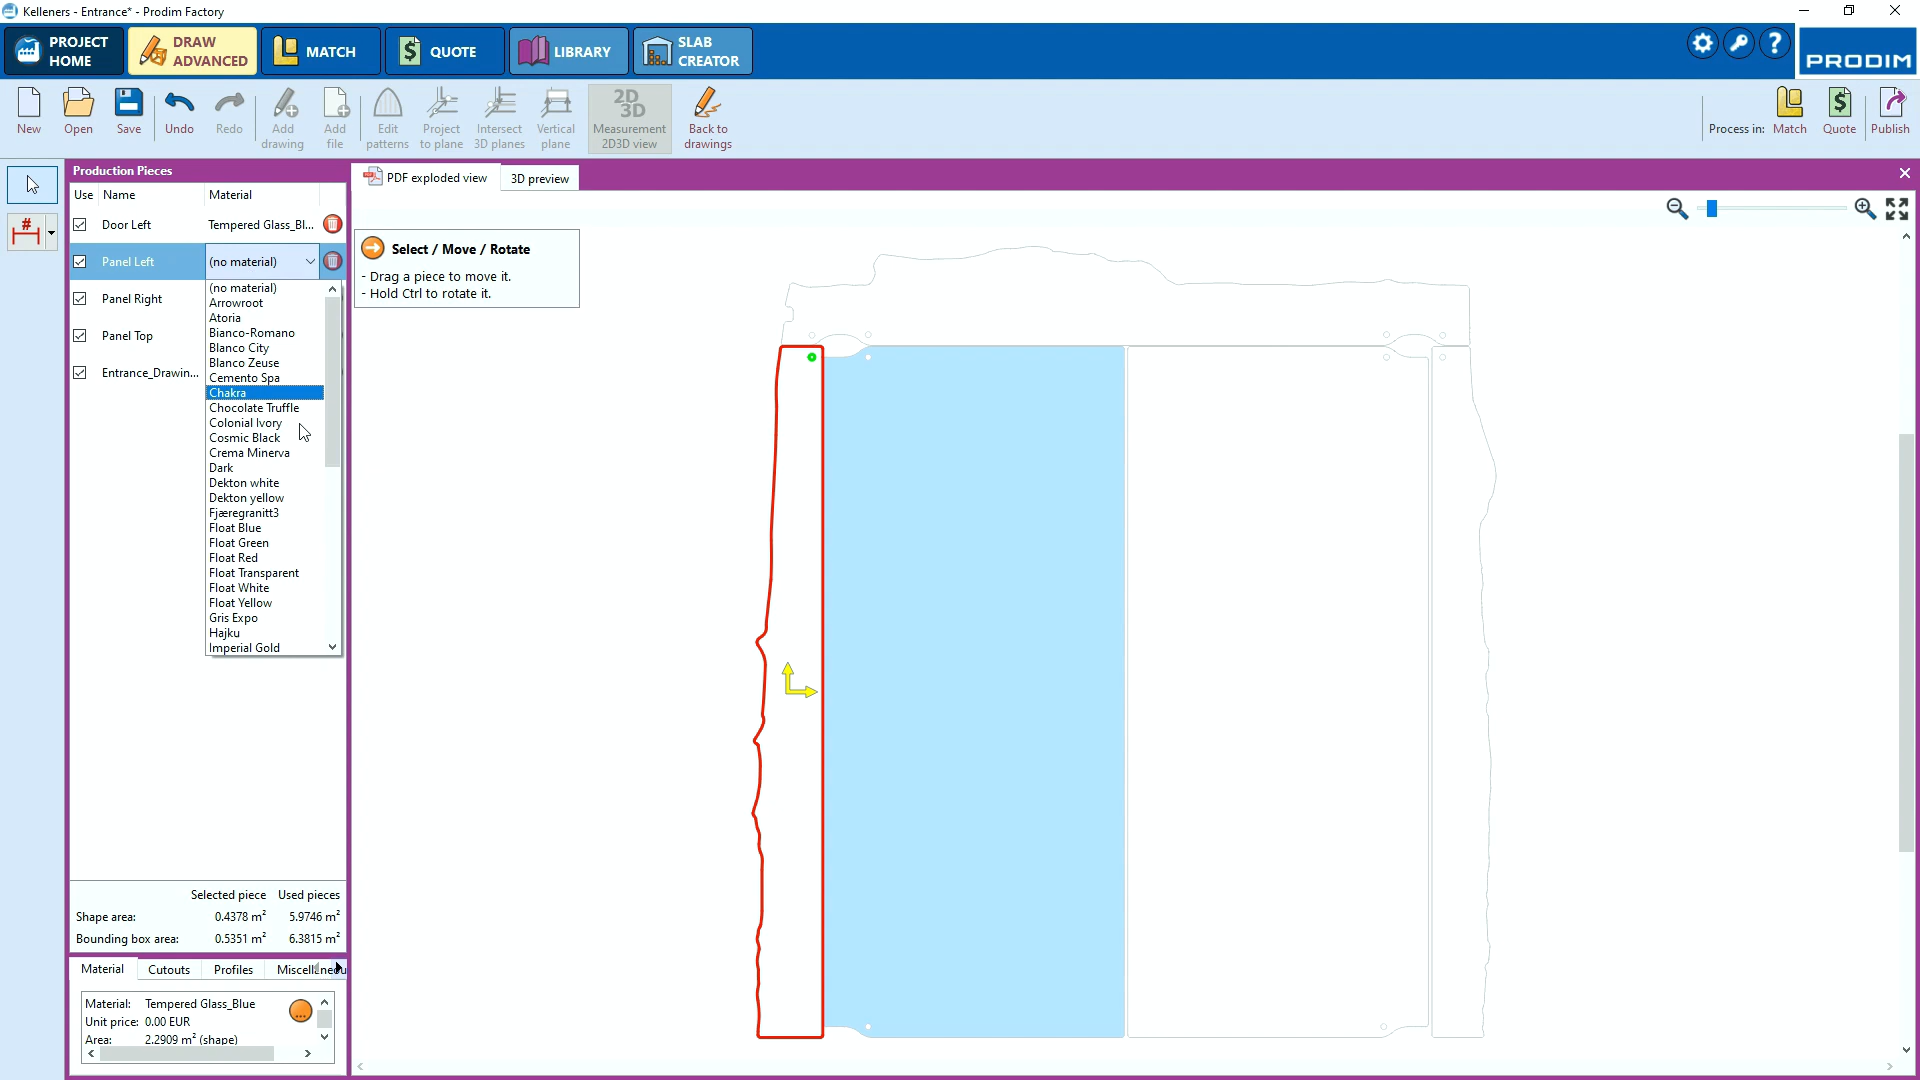 Kelleners - Entrance* - Prodim Factory
PROJECT HOME
DRAW ADVANCED
MATCH
QUOTE
LIBRARY
SLAB CREATOR
PRODIM
New
Open
Save
Undo
Redo
Add drawing
Add file
Edit patterns
Project to plane
Intersect 3D planes
Vertical plane
2D 3D
Measurement 2D3D view
Back to drawings
Process in:
Match
Quote
Publish
Production Pieces
Use Name Material
Door Left Tempered Glass_Bl...
Panel Left (no material)
Panel Right
Panel Top
Entrance_Drawin...
(no material)
Arrowroot
Atoria
Bianco-Romano
Blanco City
Blanco Zeuse
Cemento Spa
Chakra
Chocolate Truffle
Colonial Ivory
Cosmic Black
Crema Minerva
Dark
Dekton white
Dekton yellow
Fjæregranitt3
Float Blue
Float Green
Float Red
Float Transparent
Float White
Float Yellow
Gris Expo
Hajku
Imperial Gold
PDF exploded view
3D preview
Select / Move / Rotate
- Drag a piece to move it.
- Hold Ctrl to rotate it.
Selected piece Used pieces
Shape area: 0.4378 m² 5.9746 m²
Bounding box area: 0.5351 m² 6.3815 m²
Material Cutouts Profiles
Material: Tempered Glass_Blue
Unit price: 0.00 EUR
Area: 2.2909 m² (shape)